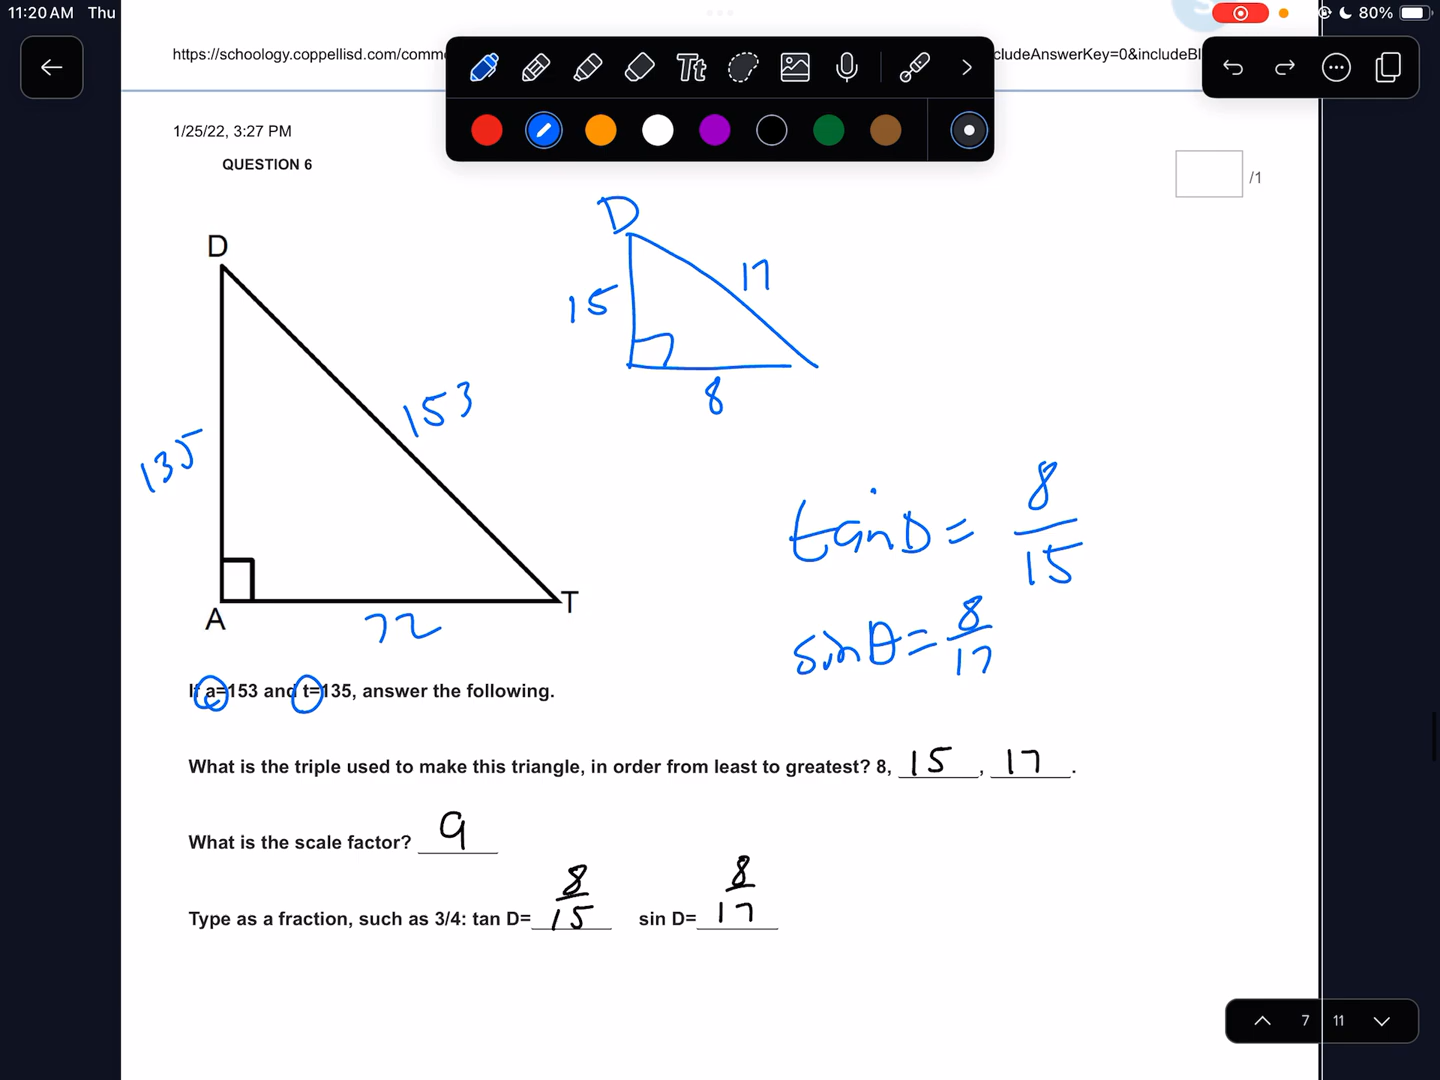 11:20 AM Thu
80%
https://schoology.coppellisd.com/comme
cludeAnswerKey=0&includeBl
Tt
1/25/22, 3:27 PM
QUESTION 6
/1
D
D
15
17
8
153
135
A
T
72
tan D = 8/15
sin θ = 8/17
If a=153 and t=135, answer the following.
What is the triple used to make this triangle, in order from least to greatest? 8, 15, 17.
What is the scale factor? 9
Type as a fraction, such as 3/4: tan D= 8/15 sin D= 8/17
7 11